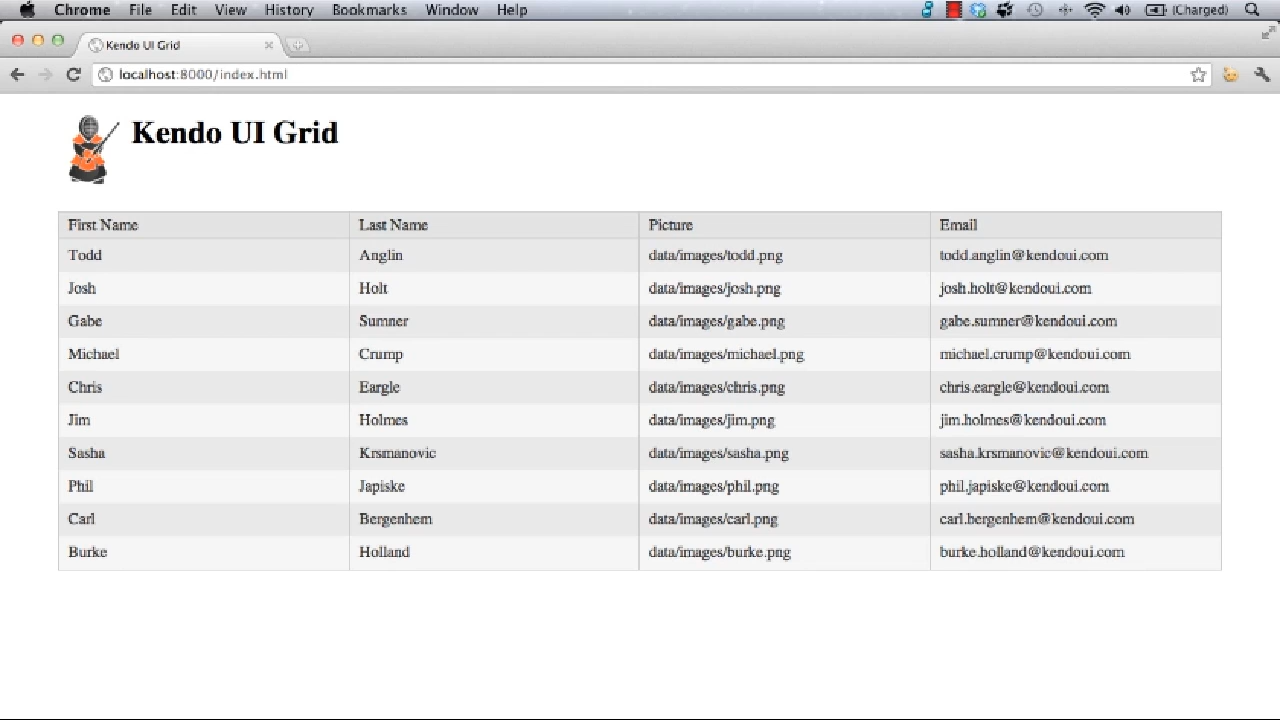 Chrome File Edit View History Bookmarks Window Help (Charged)
Kendo UI Grid
localhost:8000/index.html
Kendo UI Grid
First Name Last Name Picture Email
Todd Anglin data/images/todd.png todd.anglin@kendoui.com
Josh Holt data/images/josh.png josh.holt@kendoui.com
Gabe Sumner data/images/gabe.png gabe.sumner@kendoui.com
Michael Crump data/images/michael.png michael.crump@kendoui.com
Chris Eargle data/images/chris.png chris.eargle@kendoui.com
Jim Holmes data/images/jim.png jim.holmes@kendoui.com
Sasha Krsmanovic data/images/sasha.png sasha.krsmanovic@kendoui.com
Phil Japiske data/images/phil.png phil.japiske@kendoui.com
Carl Bergenhem data/images/carl.png carl.bergenhem@kendoui.com
Burke Holland data/images/burke.png burke.holland@kendoui.com